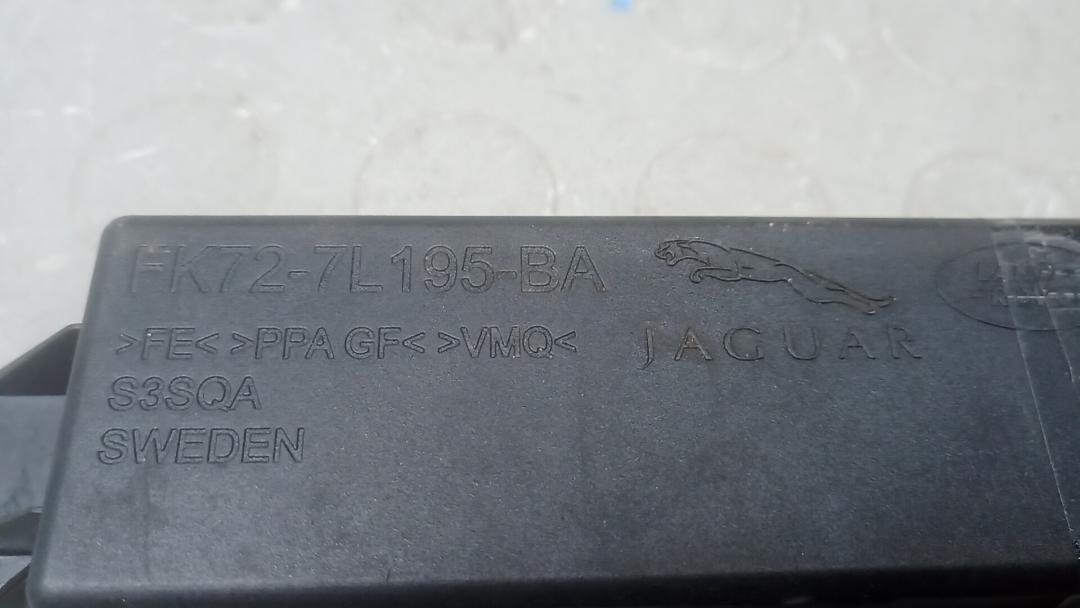 FK72-7L195-BA
>FE< >PPA GF< >VMQ<
S3SQA
SWEDEN
JAGUAR